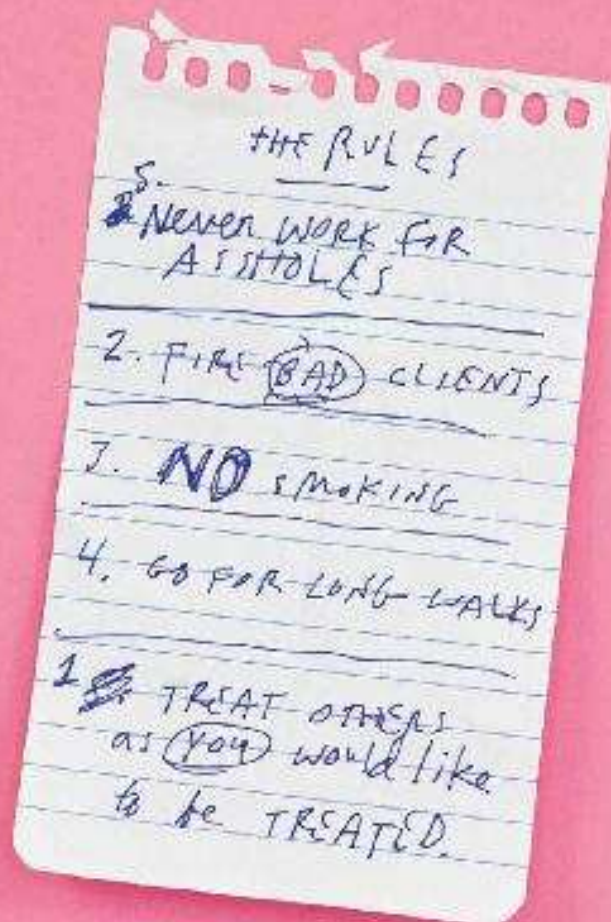 THE RULES
5.
Never WORK FOR
ASSHOLES
2. FIRE BAD CLIENTS
3. NO SMOKING
4. GO FOR LONG WALKS
1. TREAT OTHERS
as you would like
to be TREATED.